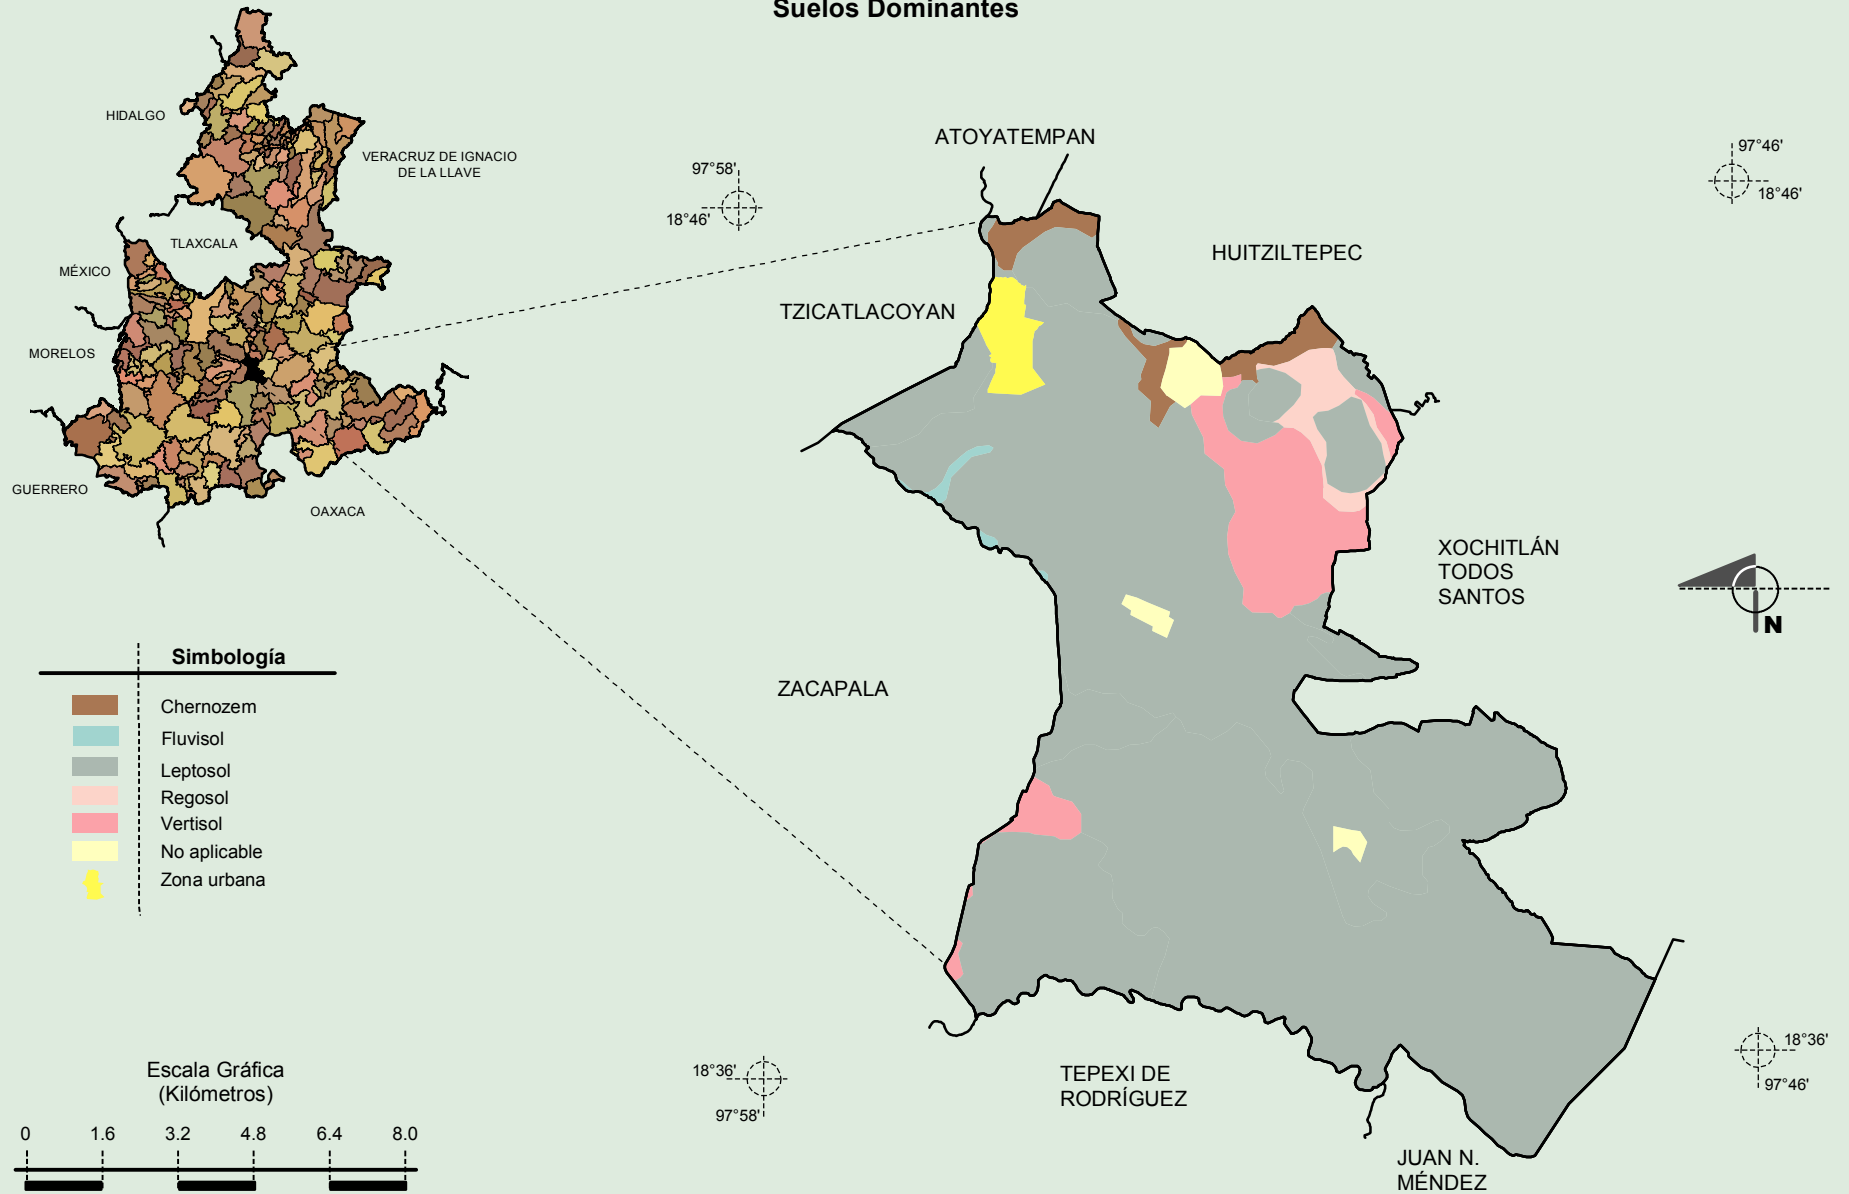 Suelos Dominantes
HIDALGO
VERACRUZ DE IGNACIO
DE LA LLAVE
TLAXCALA
MÉXICO
MORELOS
GUERRERO
OAXACA
97°58'
18°46'
97°46'
18°46'
ATOYATEMPAN
HUITZILTEPEC
TZICATLACOYAN
XOCHITLÁN
TODOS
SANTOS
N
ZACAPALA
Simbología
Chernozem
Fluvisol
Leptosol
Regosol
Vertisol
No aplicable
Zona urbana
18°36'
97°58'
18°36'
97°46'
TEPEXI DE
RODRÍGUEZ
JUAN N.
MÉNDEZ
Escala Gráfica
(Kilómetros)
0 1.6 3.2 4.8 6.4 8.0